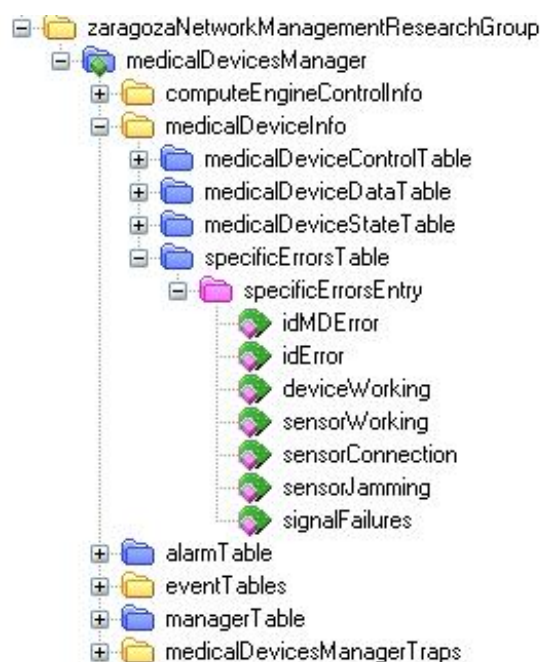 zaragozaNetworkManagementResearchGroup
medicalDevicesManager
computeEngineControlInfo
medicalDeviceInfo
medicalDeviceControlTable
medicalDeviceDataTable
medicalDeviceStateTable
specificErrorsTable
specificErrorsEntry
idMDError
idError
deviceWorking
sensorWorking
sensorConnection
sensorJamming
signalFailures
alarmTable
eventTables
managerTable
medicalDevicesManagerTraps